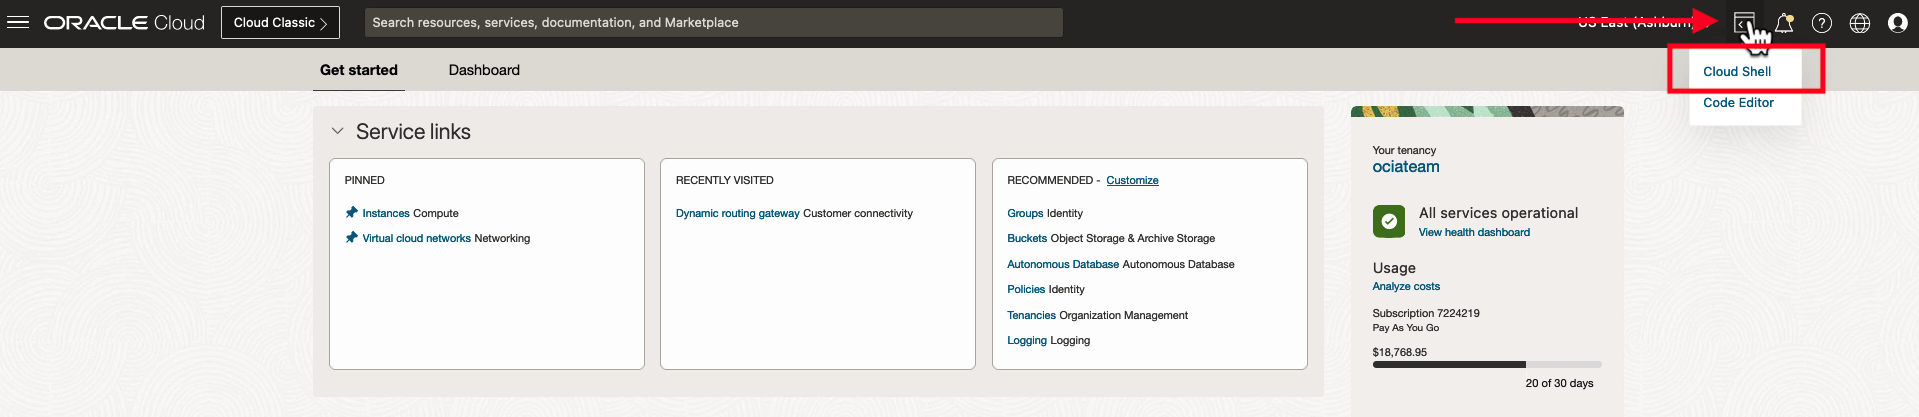 ORACLE Cloud
Cloud Classic
Search resources, services, documentation, and Marketplace
US East (Ashburn)
Cloud Shell
Code Editor
Get started
Dashboard
Service links
PINNED
Instances Compute
Virtual cloud networks Networking
RECENTLY VISITED
Dynamic routing gateway Customer connectivity
RECOMMENDED - Customize
Groups Identity
Buckets Object Storage & Archive Storage
Autonomous Database Autonomous Database
Policies Identity
Tenancies Organization Management
Logging Logging
Your tenancy
ociateam
All services operational
View health dashboard
Usage
Analyze costs
Subscription 7224219
Pay As You Go
$18,768.95
20 of 30 days